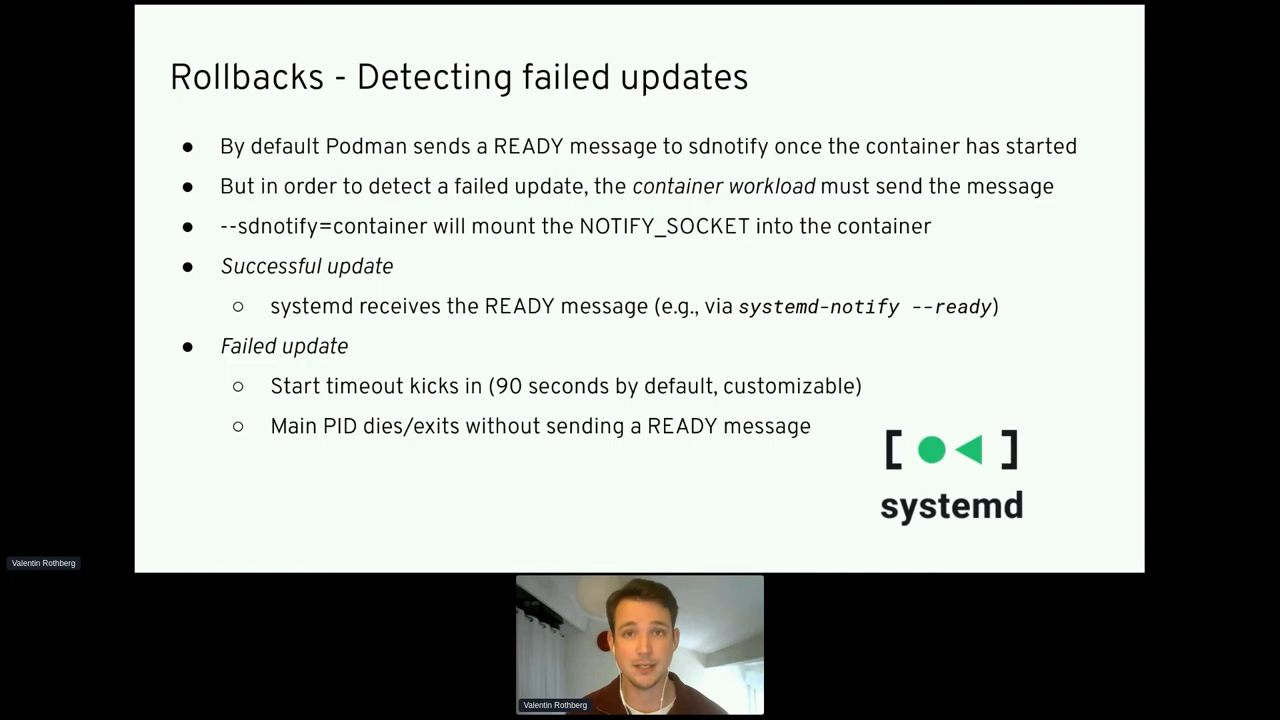 Rollbacks - Detecting failed updates
● By default Podman sends a READY message to sdnotify once the container has started
● But in order to detect a failed update, the container workload must send the message
● --sdnotify=container will mount the NOTIFY_SOCKET into the container
● Successful update
○ systemd receives the READY message (e.g., via systemd-notify --ready)
● Failed update
○ Start timeout kicks in (90 seconds by default, customizable)
○ Main PID dies/exits without sending a READY message
systemd
Valentin Rothberg
Valentin Rothberg